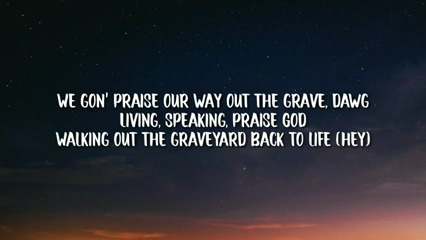 WE GON' PRAISE OUR WAY OUT THE GRAVE, DAWG
LIVING, SPEAKING, PRAISE GOD
WALKING OUT THE GRAVEYARD BACK TO LIFE (HEY)